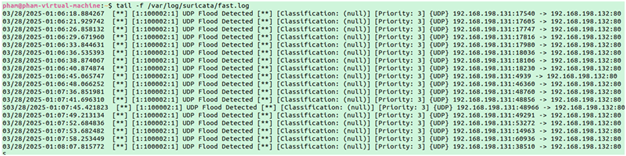 pham@pham-virtual-machine:~$ tail -f /var/log/suricata/fast.log
03/28/2025-01:06:18.884267  [**] [1:100002:1] UDP Flood Detected [**] [Classification: (null)] [Priority: 3] {UDP} 192.168.198.131:17540 -> 192.168.198.132:80
03/28/2025-01:06:21.929742  [**] [1:100002:1] UDP Flood Detected [**] [Classification: (null)] [Priority: 3] {UDP} 192.168.198.131:17605 -> 192.168.198.132:80
03/28/2025-01:06:26.858132  [**] [1:100002:1] UDP Flood Detected [**] [Classification: (null)] [Priority: 3] {UDP} 192.168.198.131:17747 -> 192.168.198.132:80
03/28/2025-01:06:29.671960  [**] [1:100002:1] UDP Flood Detected [**] [Classification: (null)] [Priority: 3] {UDP} 192.168.198.131:17816 -> 192.168.198.132:80
03/28/2025-01:06:33.844631  [**] [1:100002:1] UDP Flood Detected [**] [Classification: (null)] [Priority: 3] {UDP} 192.168.198.131:17980 -> 192.168.198.132:80
03/28/2025-01:06:36.535393  [**] [1:100002:1] UDP Flood Detected [**] [Classification: (null)] [Priority: 3] {UDP} 192.168.198.131:18036 -> 192.168.198.132:80
03/28/2025-01:06:38.874067  [**] [1:100002:1] UDP Flood Detected [**] [Classification: (null)] [Priority: 3] {UDP} 192.168.198.131:18106 -> 192.168.198.132:80
03/28/2025-01:06:40.874874  [**] [1:100002:1] UDP Flood Detected [**] [Classification: (null)] [Priority: 3] {UDP} 192.168.198.131:18230 -> 192.168.198.132:80
03/28/2025-01:06:45.065747  [**] [1:100002:1] UDP Flood Detected [**] [Classification: (null)] [Priority: 3] {UDP} 192.168.198.131:4939 -> 192.168.198.132:80
03/28/2025-01:06:48.066252  [**] [1:100002:1] UDP Flood Detected [**] [Classification: (null)] [Priority: 3] {UDP} 192.168.198.131:46360 -> 192.168.198.132:80
03/28/2025-01:07:36.851981  [**] [1:100002:1] UDP Flood Detected [**] [Classification: (null)] [Priority: 3] {UDP} 192.168.198.131:48760 -> 192.168.198.132:80
03/28/2025-01:07:41.696310  [**] [1:100002:1] UDP Flood Detected [**] [Classification: (null)] [Priority: 3] {UDP} 192.168.198.131:48856 -> 192.168.198.132:80
S03/28/2025-01:07:45.421823  [**] [1:100002:1] UDP Flood Detected [**] [Classification: (null)] [Priority: 3] {UDP} 192.168.198.131:48966 -> 192.168.198.132:80
03/28/2025-01:07:49.213134  [**] [1:100002:1] UDP Flood Detected [**] [Classification: (null)] [Priority: 3] {UDP} 192.168.198.131:49291 -> 192.168.198.132:80
03/28/2025-01:07:52.684836  [**] [1:100002:1] UDP Flood Detected [**] [Classification: (null)] [Priority: 3] {UDP} 192.168.198.131:53272 -> 192.168.198.132:80
03/28/2025-01:07:53.682482  [**] [1:100002:1] UDP Flood Detected [**] [Classification: (null)] [Priority: 3] {UDP} 192.168.198.131:14963 -> 192.168.198.132:80
03/28/2025-01:07:58.253449  [**] [1:100002:1] UDP Flood Detected [**] [Classification: (null)] [Priority: 3] {UDP} 192.168.198.131:60936 -> 192.168.198.132:80
03/28/2025-01:08:07.815772  [**] [1:100002:1] UDP Flood Detected [**] [Classification: (null)] [Priority: 3] {UDP} 192.168.198.131:38510 -> 192.168.198.132:80